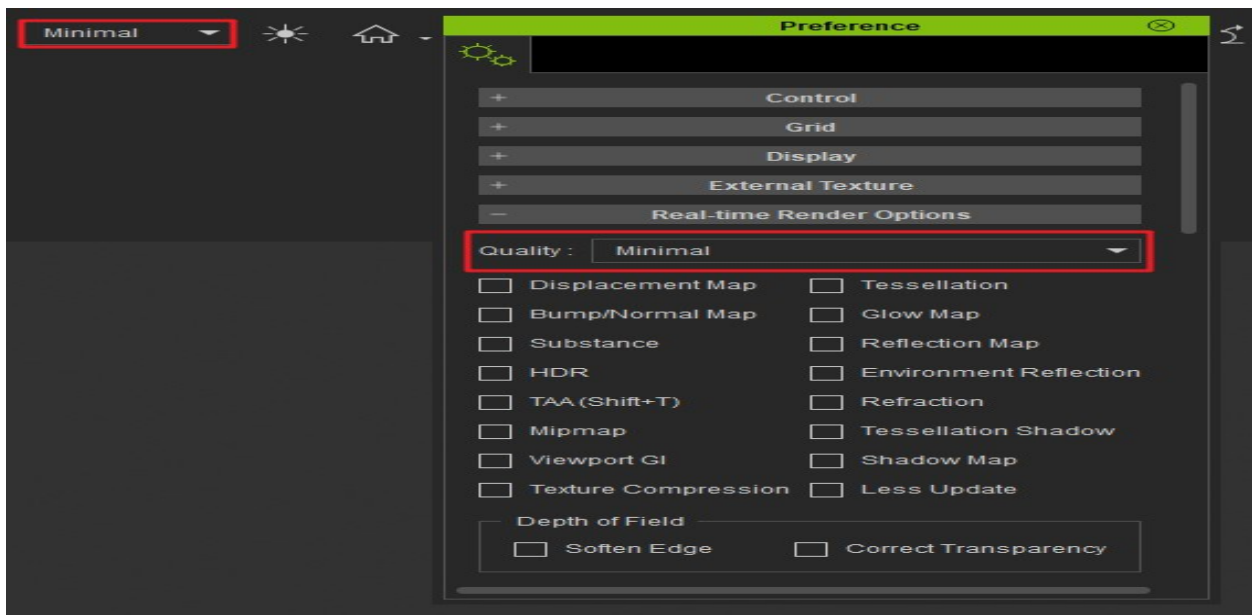 Minimal
Preference
Control
Grid
Display
External Texture
Real-time Render Options
Quality : Minimal
Displacement Map Tessellation
Bump/Normal Map Glow Map
Substance Reflection Map
HDR Environment Reflection
TAA (Shift+T) Refraction
Mipmap Tessellation Shadow
Viewport GI Shadow Map
Texture Compression Less Update
Depth of Field
Soften Edge Correct Transparency